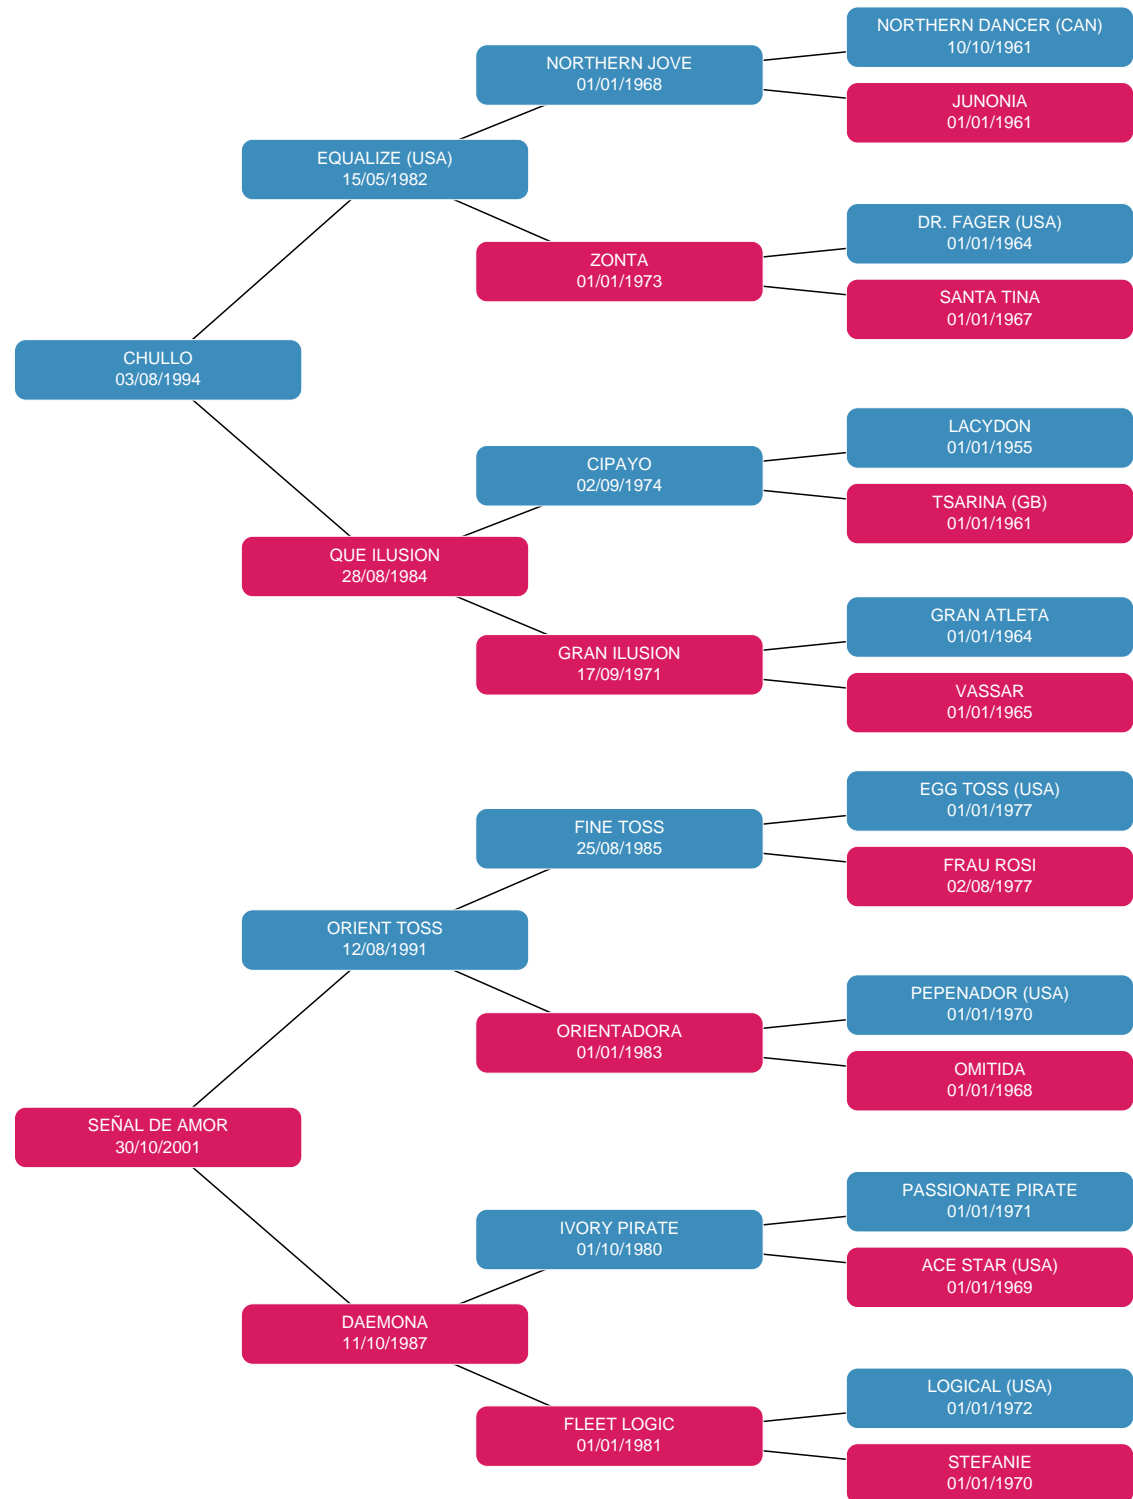 NORTHERN DANCER (CAN)
10/10/1961
NORTHERN JOVE
01/01/1968
JUNONIA
01/01/1961
EQUALIZE (USA)
15/05/1982
DR. FAGER (USA)
01/01/1964
ZONTA
01/01/1973
SANTA TINA
01/01/1967
CHULLO
03/08/1994
LACYDON
01/01/1955
CIPAYO
02/09/1974
TSARINA (GB)
01/01/1961
QUE ILUSION
28/08/1984
GRAN ATLETA
01/01/1964
GRAN ILUSION
17/09/1971
VASSAR
01/01/1965
EGG TOSS (USA)
01/01/1977
FINE TOSS
25/08/1985
FRAU ROSI
02/08/1977
ORIENT TOSS
12/08/1991
PEPENADOR (USA)
01/01/1970
ORIENTADORA
01/01/1983
OMITIDA
01/01/1968
SEÑAL DE AMOR
30/10/2001
PASSIONATE PIRATE
01/01/1971
IVORY PIRATE
01/10/1980
ACE STAR (USA)
01/01/1969
DAEMONA
11/10/1987
LOGICAL (USA)
01/01/1972
FLEET LOGIC
01/01/1981
STEFANIE
01/01/1970